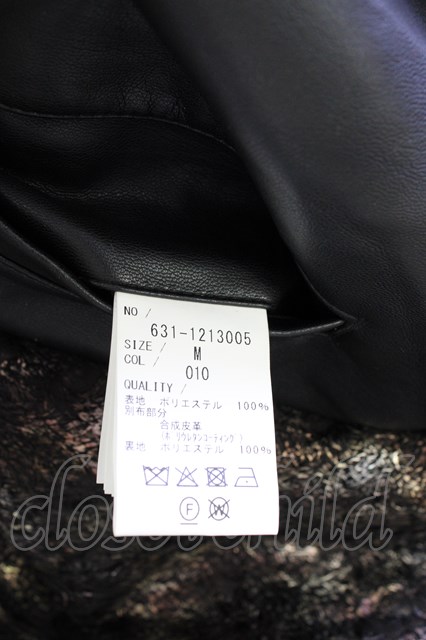 NO /
631-1213005
SIZE /
M
COL /
010
QUALITY /
表地 ポリエステル 100%
別布部分
合成皮革
(ポリウレタンコーティング)
裏地 ポリエステル 100%
F W
closet child